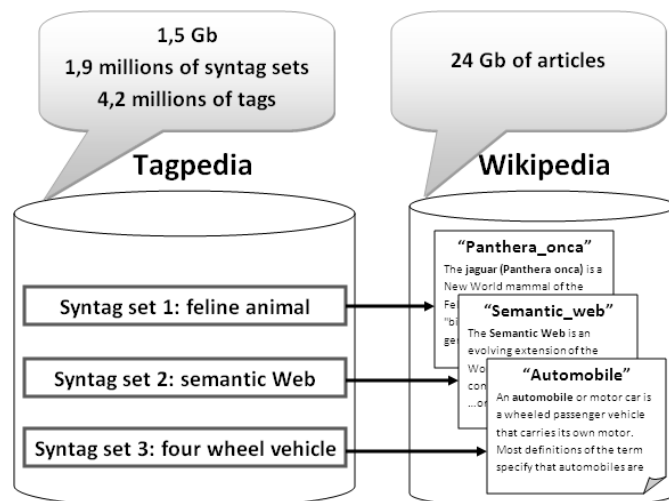 1,5 Gb
1,9 millions of syntag sets
4,2 millions of tags
24 Gb of articles
Tagpedia
Wikipedia
Syntag set 1: feline animal
Syntag set 2: semantic Web
Syntag set 3: four wheel vehicle
“Panthera_onca”
The jaguar (Panthera onca) is a
New World mammal of the
“Semantic_web”
The Semantic Web is an
evolving extension of the
“Automobile”
An automobile or motor car is
a wheeled passenger vehicle
that carries its own motor.
Most definitions of the term
specify that automobiles are